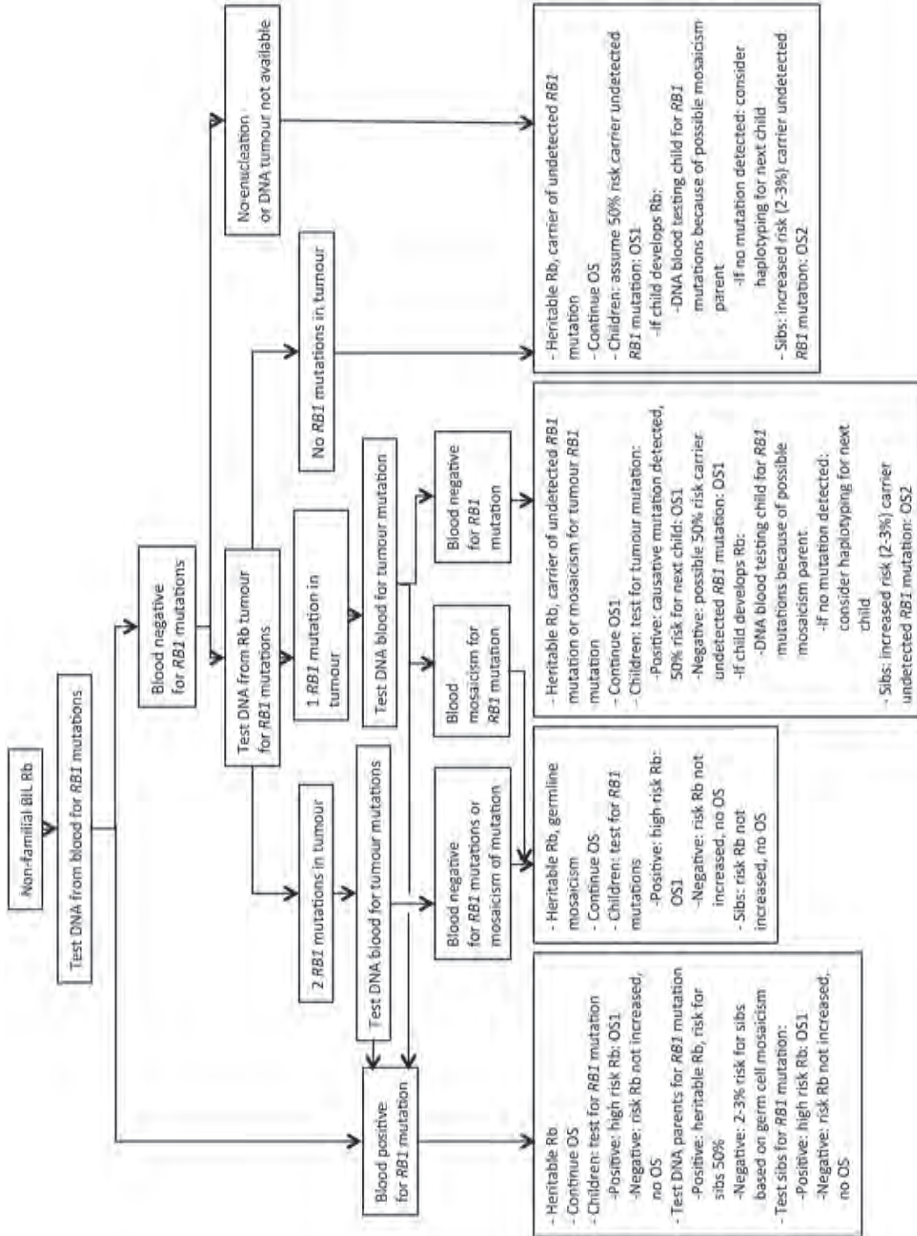 Non-familial BIL Rb
Test DNA from blood for RB1 mutations
Blood negative
for RB1 mutations
No-enucleation
or DNA tumour not available
Test DNA from Rb tumour
for RB1 mutations
2 RB1 mutations in tumour
1 RB1 mutation in
tumour
No RB1 mutations in tumour
Test DNA blood for tumour mutations
Test DNA blood for tumour mutation
Blood positive
for RB1 mutation
Blood negative
for RB1 mutations or
mosaicism of mutation
Blood
mosaicism for
RB1 mutation
Blood negative
for RB1
mutation
- Heritable Rb
- Continue OS
- Children: test for RB1 mutation
-Positive: high risk Rb: OS1
-Negative: risk Rb not increased,
no OS
- Test DNA parents for RB1 mutation
-Positive: heritable Rb, risk for
sibs 50%
-Negative: 2-3% risk for sibs
based on germ cell mosaicism
- Test sibs for RB1 mutation:
-Positive: high risk Rb: OS1
-Negative: risk Rb not increased,
no OS
- Heritable Rb, germline
mosaicism
- Continue OS
- Children: test for RB1
mutations
-Positive: high-risk Rb:
OS1
-Negative: risk Rb not
increased, no OS
- Sibs: risk Rb not
increased, no OS
- Heritable Rb, carrier of undetected RB1
mutation or mosaicism for tumour RB1
mutation
- Continue OS1
- Children: test for tumour mutation:
-Positive: causative mutation detected,
50% risk for next child: OS1
-Negative: possible 50% risk carrier
undetected RB1 mutation: OS1
-If child develops Rb:
-DNA blood testing child for RB1
mutations because of possible
mosaicism parent.
-If no mutation detected:
consider haplotyping for next
child
- Sibs: increased risk (2-3%) carrier
undetected RB1 mutation: OS2
- Heritable Rb, carrier of undetected RB1
mutation
- Continue OS
- Children: assume 50% risk carrier undetected
RB1 mutation: OS1
-If child develops Rb:
-DNA blood testing child for RB1
mutations because of possible mosaicism
parent
-If no mutation detected: consider
haplotyping for next child
- Sibs: increased risk (2-3%) carrier undetected
RB1 mutation: OS2